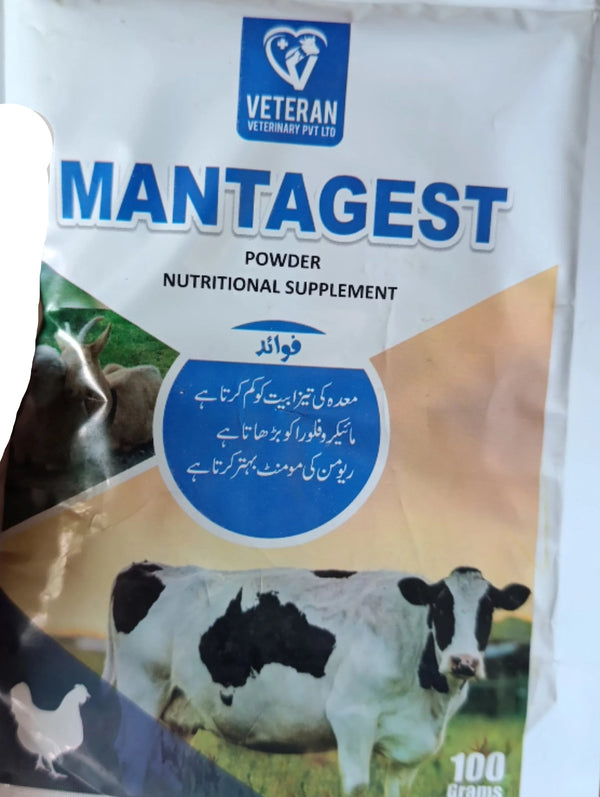 VETERAN
VETERINARY PVT LTD
MANTAGEST
POWDER
NUTRITIONAL SUPPLEMENT
فوائد
معدہ کی تیزابیت کو کم کرتا ہے
مائیکروفلورا کو بڑھاتا ہے
ریومن کی مومنٹ بہتر کرتا ہے
100
Grams